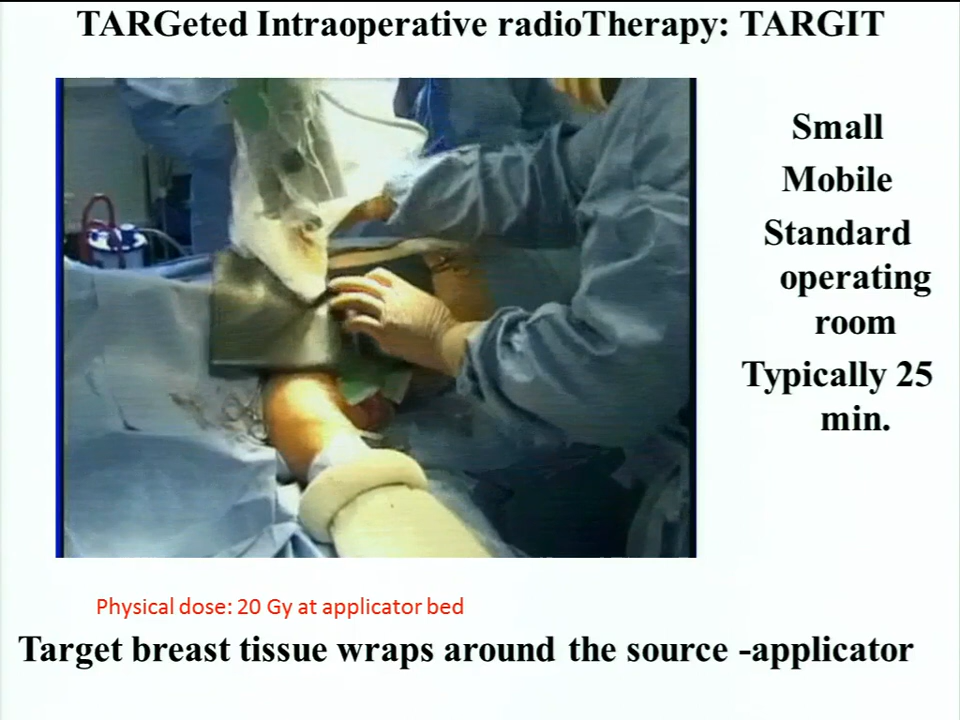 TARGeted Intraoperative radioTherapy: TARGIT
Small
Mobile
Standard
operating
room
Typically 25
min.
Physical dose: 20 Gy at applicator bed
Target breast tissue wraps around the source -applicator